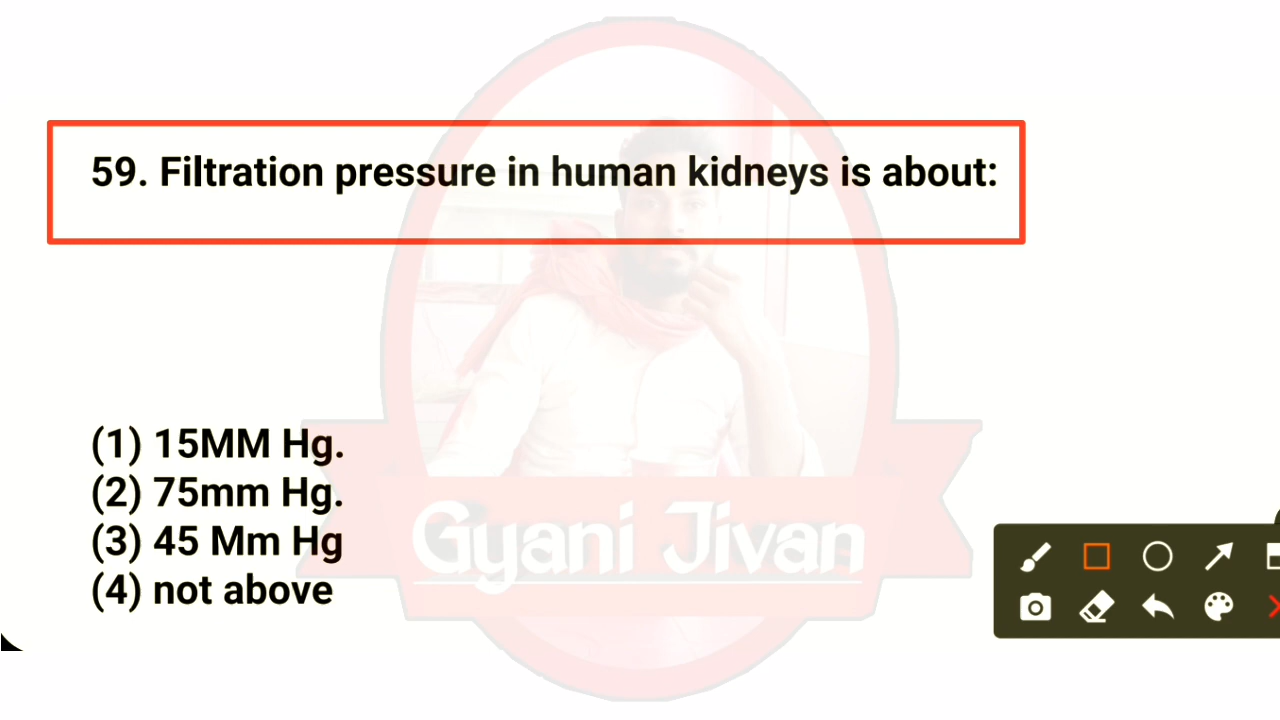 59. Filtration pressure in human kidneys is about:
(1) 15MM Hg.
(2) 75mm Hg.
(3) 45 Mm Hg
(4) not above
Gyani Jivan